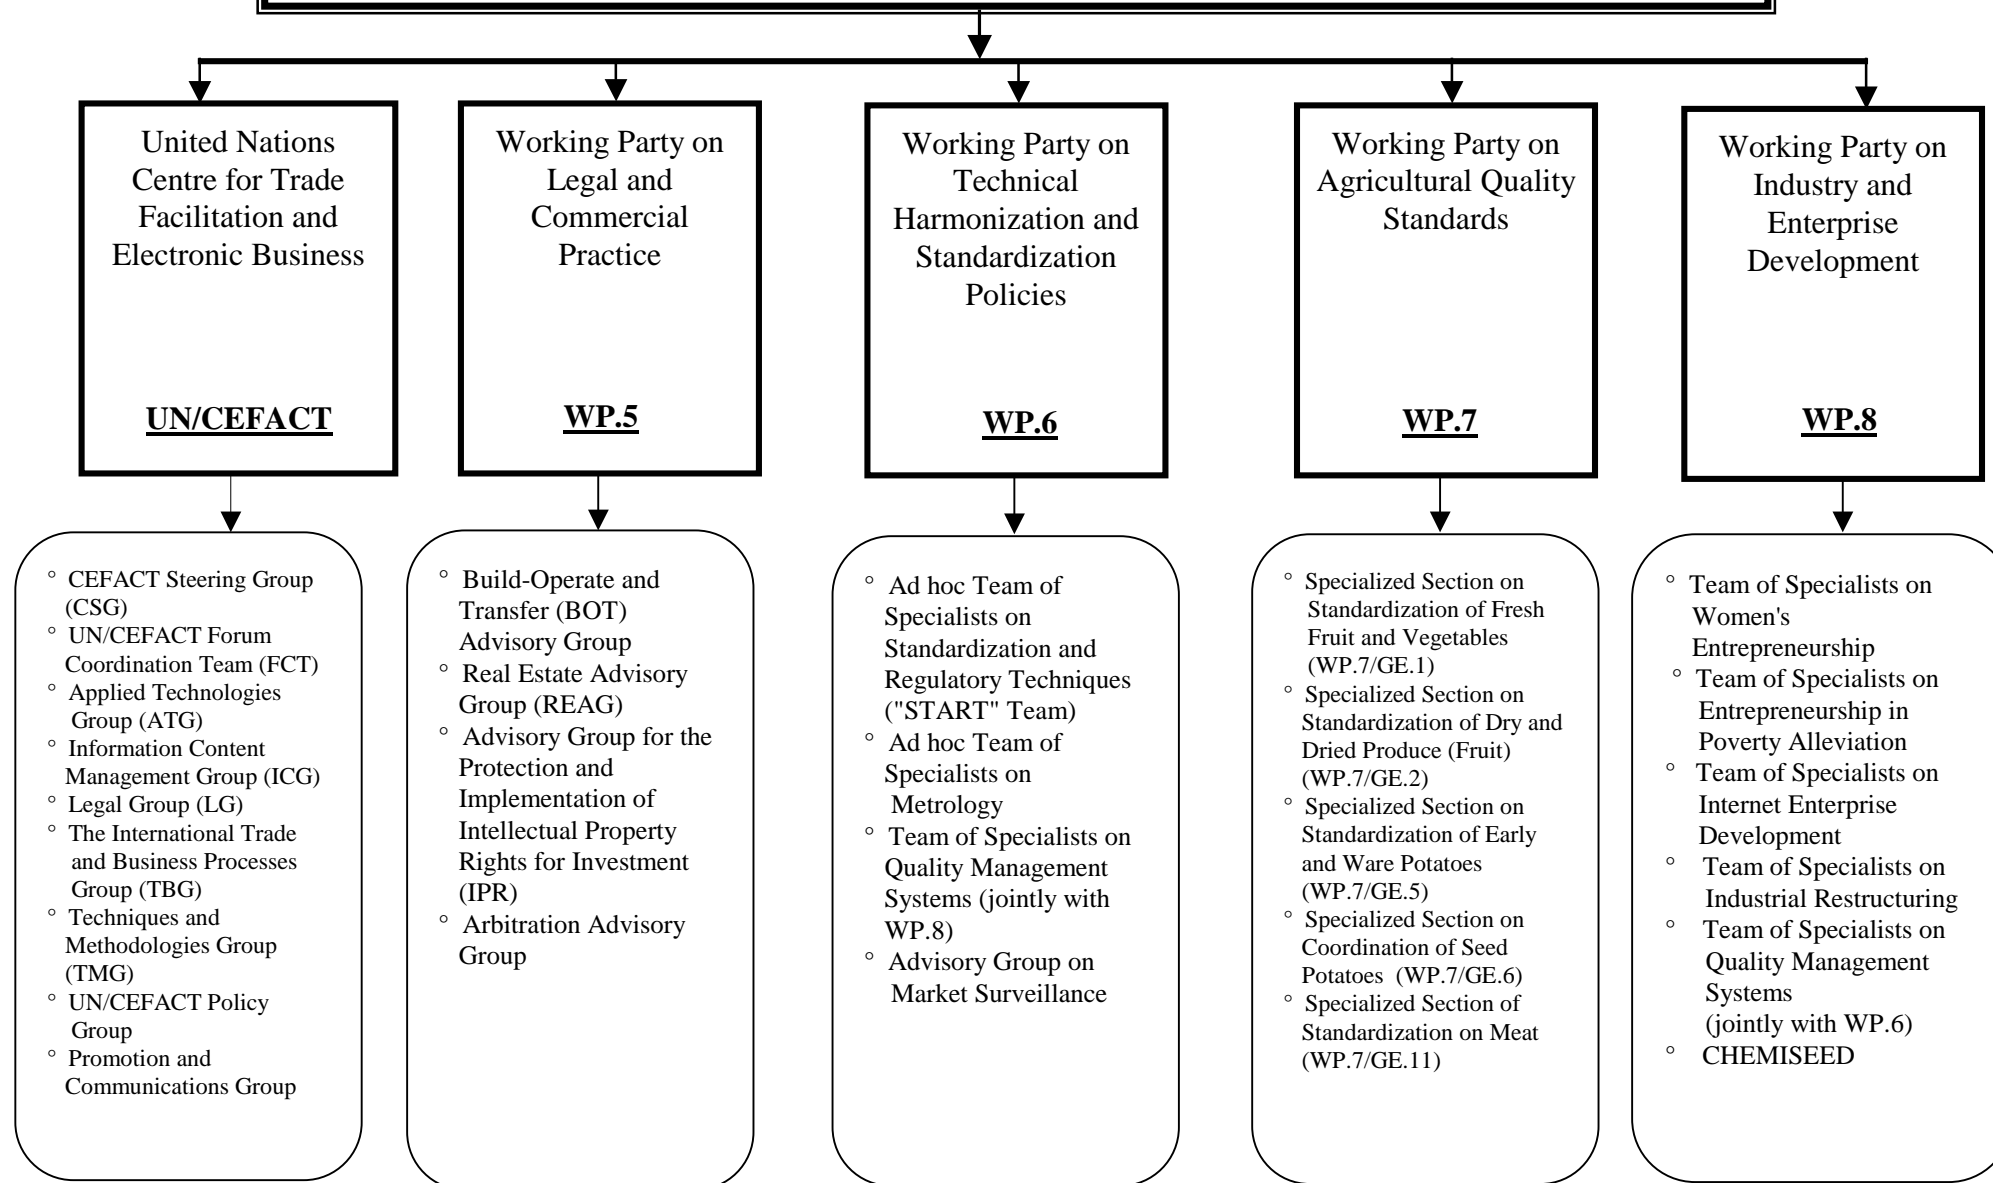 United Nations
Centre for Trade
Facilitation and
Electronic Business
UN/CEFACT
Working Party on
Legal and
Commercial
Practice
WP.5
Working Party on
Technical
Harmonization and
Standardization
Policies
WP.6
Working Party on
Agricultural Quality
Standards
WP.7
Working Party on
Industry and
Enterprise
Development
WP.8
° CEFACT Steering Group
(CSG)
° UN/CEFACT Forum
Coordination Team (FCT)
° Applied Technologies
Group (ATG)
° Information Content
Management Group (ICG)
° Legal Group (LG)
° The International Trade
and Business Processes
Group (TBG)
° Techniques and
Methodologies Group
(TMG)
° UN/CEFACT Policy
Group
° Promotion and
Communications Group
° Build-Operate and
Transfer (BOT)
Advisory Group
° Real Estate Advisory
Group (REAG)
° Advisory Group for the
Protection and
Implementation of
Intellectual Property
Rights for Investment
(IPR)
° Arbitration Advisory
Group
° Ad hoc Team of
Specialists on
Standardization and
Regulatory Techniques
("START" Team)
° Ad hoc Team of
Specialists on
Metrology
° Team of Specialists on
Quality Management
Systems (jointly with
WP.8)
° Advisory Group on
Market Surveillance
° Specialized Section on
Standardization of Fresh
Fruit and Vegetables
(WP.7/GE.1)
° Specialized Section on
Standardization of Dry and
Dried Produce (Fruit)
(WP.7/GE.2)
° Specialized Section on
Standardization of Early
and Ware Potatoes
(WP.7/GE.5)
° Specialized Section on
Coordination of Seed
Potatoes (WP.7/GE.6)
° Specialized Section of
Standardization on Meat
(WP.7/GE.11)
° Team of Specialists on
Women's
Entrepreneurship
° Team of Specialists on
Entrepreneurship in
Poverty Alleviation
° Team of Specialists on
Internet Enterprise
Development
° Team of Specialists on
Industrial Restructuring
° Team of Specialists on
Quality Management
Systems
(jointly with WP.6)
° CHEMISEED